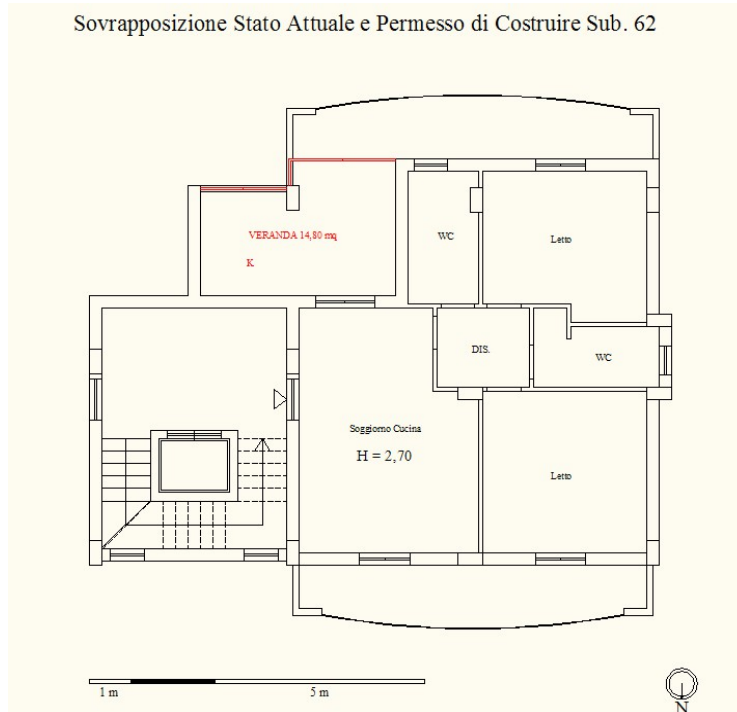 Sovrapposizione Stato Attuale e Permesso di Costruire Sub. 62
VERANDA 14,80 mq
K
WC
Letto
DIS.
WC
Soggiorno Cucina
H = 2,70
Letto
1 m
5 m
N